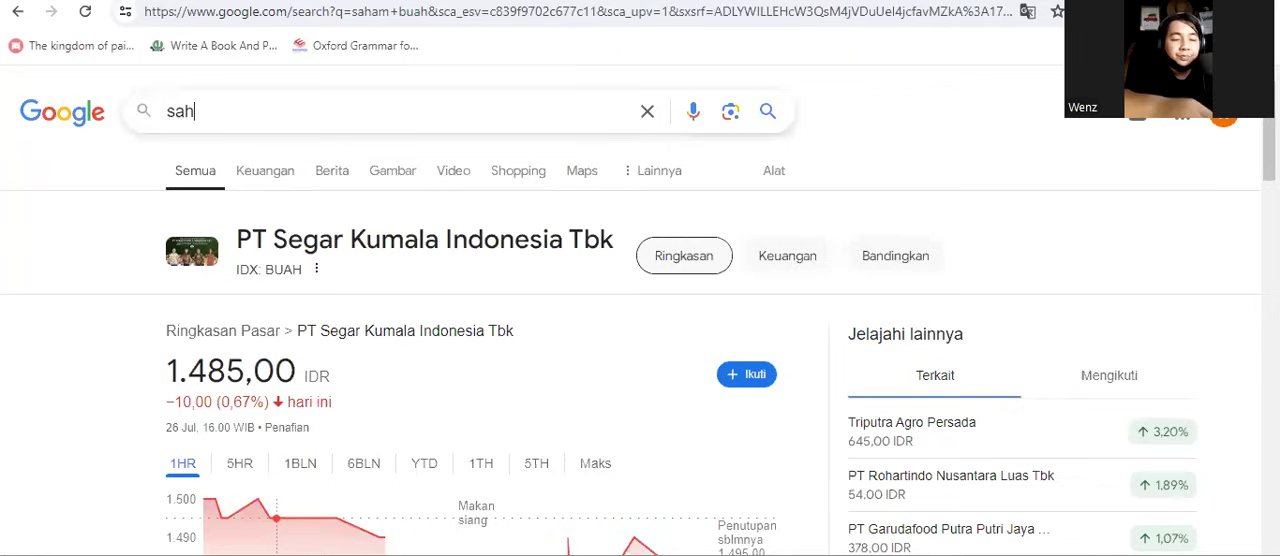 https://www.google.com/search?q=saham+buah&sca_esv=c839f9702c677c11&sca_upv=1&sxsrf=ADLYWILLEHcW3QsM4jVDuUel4jcfavMZkA%3A17...
The kingdom of pai...
Write A Book And P...
Oxford Grammar fo...
Wenz
Google
sah
Semua Keuangan Berita Gambar Video Shopping Maps Lainnya Alat
PT Segar Kumala Indonesia Tbk
IDX: BUAH
Ringkasan Keuangan Bandingkan
Ringkasan Pasar > PT Segar Kumala Indonesia Tbk
1.485,00 IDR
−10,00 (0,67%) ↓ hari ini
26 Jul, 16.00 WIB • Penafian
+ Ikuti
1HR 5HR 1BLN 6BLN YTD 1TH 5TH Maks
1.500
1.490
Makan
siang
Penutupan
sblmnya
1.495,00
Jelajahi lainnya
Terkait Mengikuti
Triputra Agro Persada
645,00 IDR
↑ 3,20%
PT Rohartindo Nusantara Luas Tbk
54,00 IDR
↑ 1,89%
PT Garudafood Putra Putri Jaya ...
378,00 IDR
↑ 1,07%